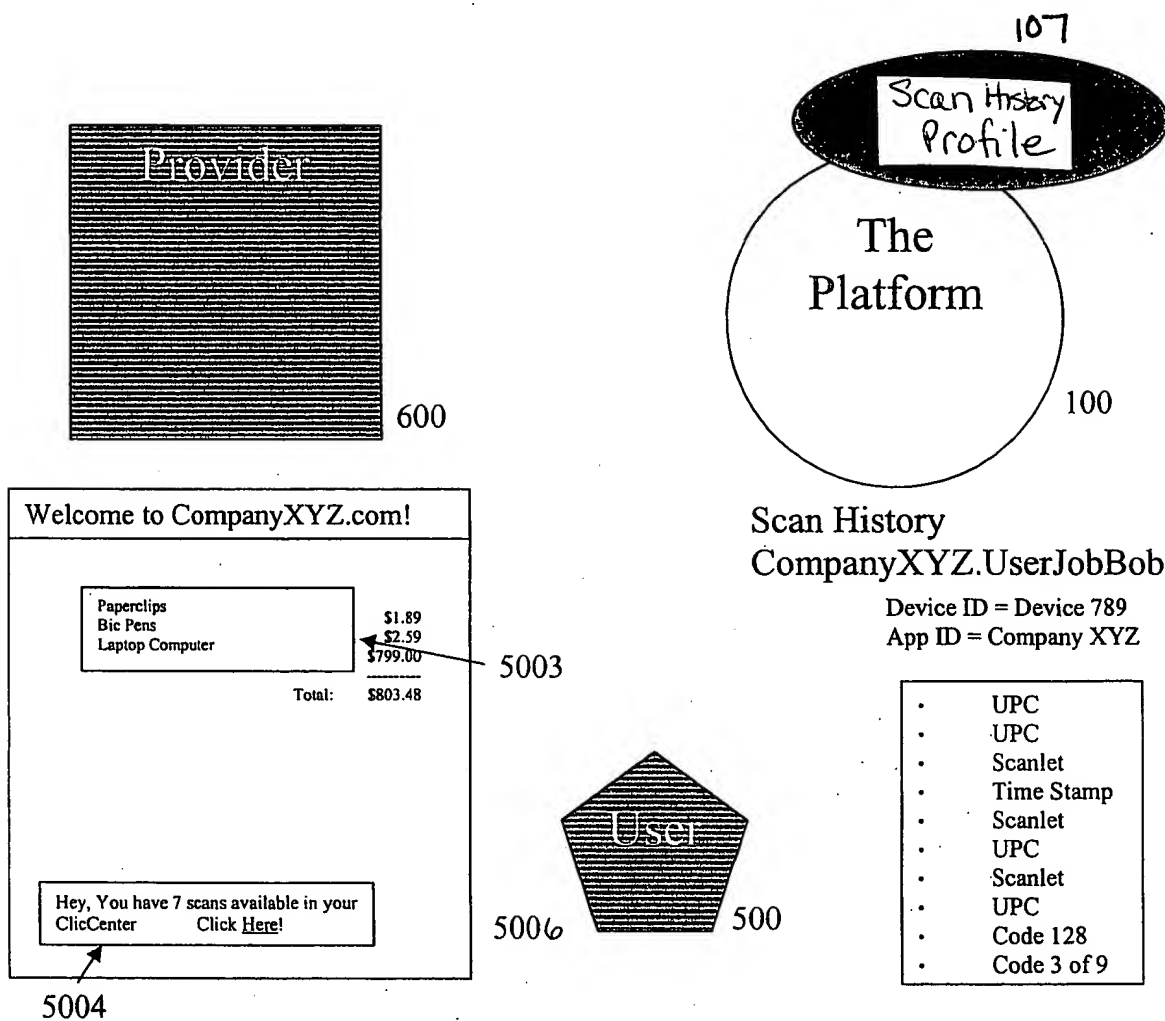 107
Scan History
Profile
Provider
The
Platform
600
100
Welcome to CompanyXYZ.com!
Paperclips
Bic Pens
Laptop Computer
$1.89
$2.59
$799.00
Total: $803.48
5003
Hey, You have 7 scans available in your
ClicCenter Click Here!
5004
5006
User
500
Scan History
CompanyXYZ.UserJobBob
Device ID = Device 789
App ID = Company XYZ
· UPC
· UPC
· Scanlet
· Time Stamp
· Scanlet
· UPC
· Scanlet
· UPC
· Code 128
· Code 3 of 9